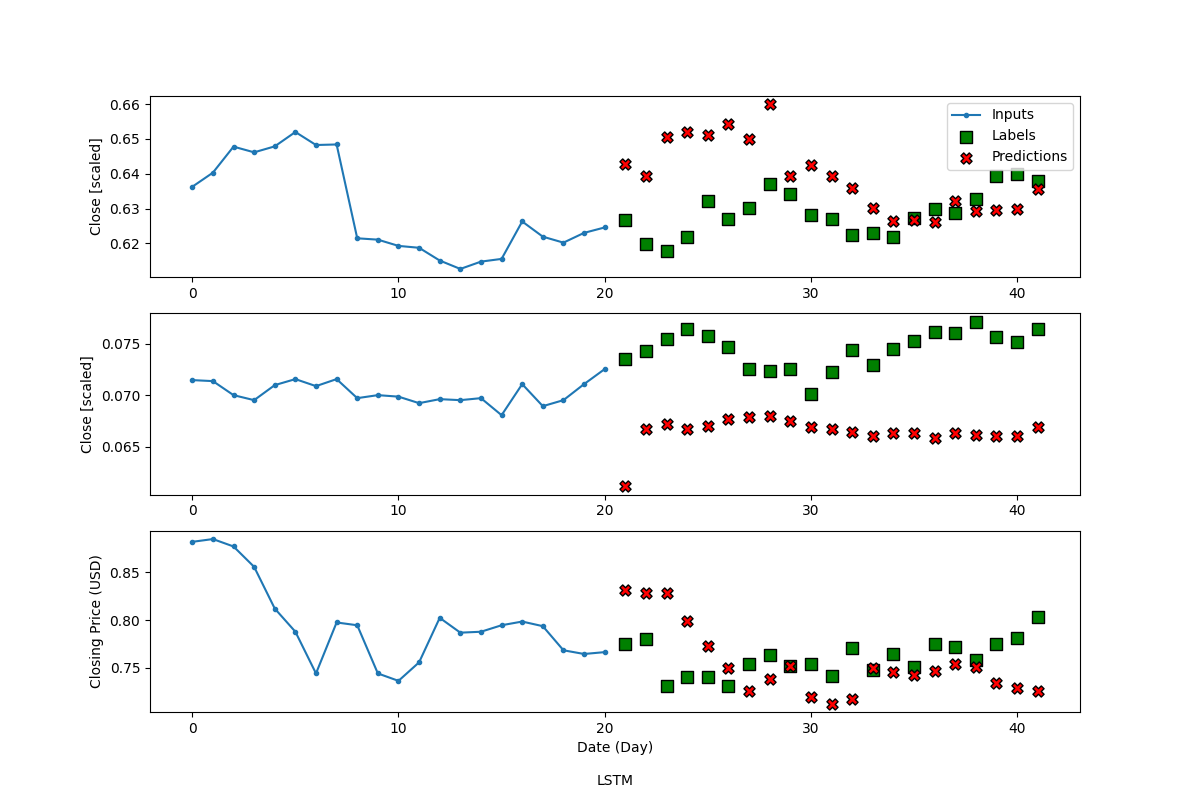 0.66
0.65
0.64
0.63
0.62
Close [scaled]
Inputs
Labels
Predictions
0 10 20 30 40
0.075
0.070
0.065
Close [scaled]
0 10 20 30 40
0.85
0.80
0.75
Closing Price (USD)
0 10 20 30 40
Date (Day)
LSTM